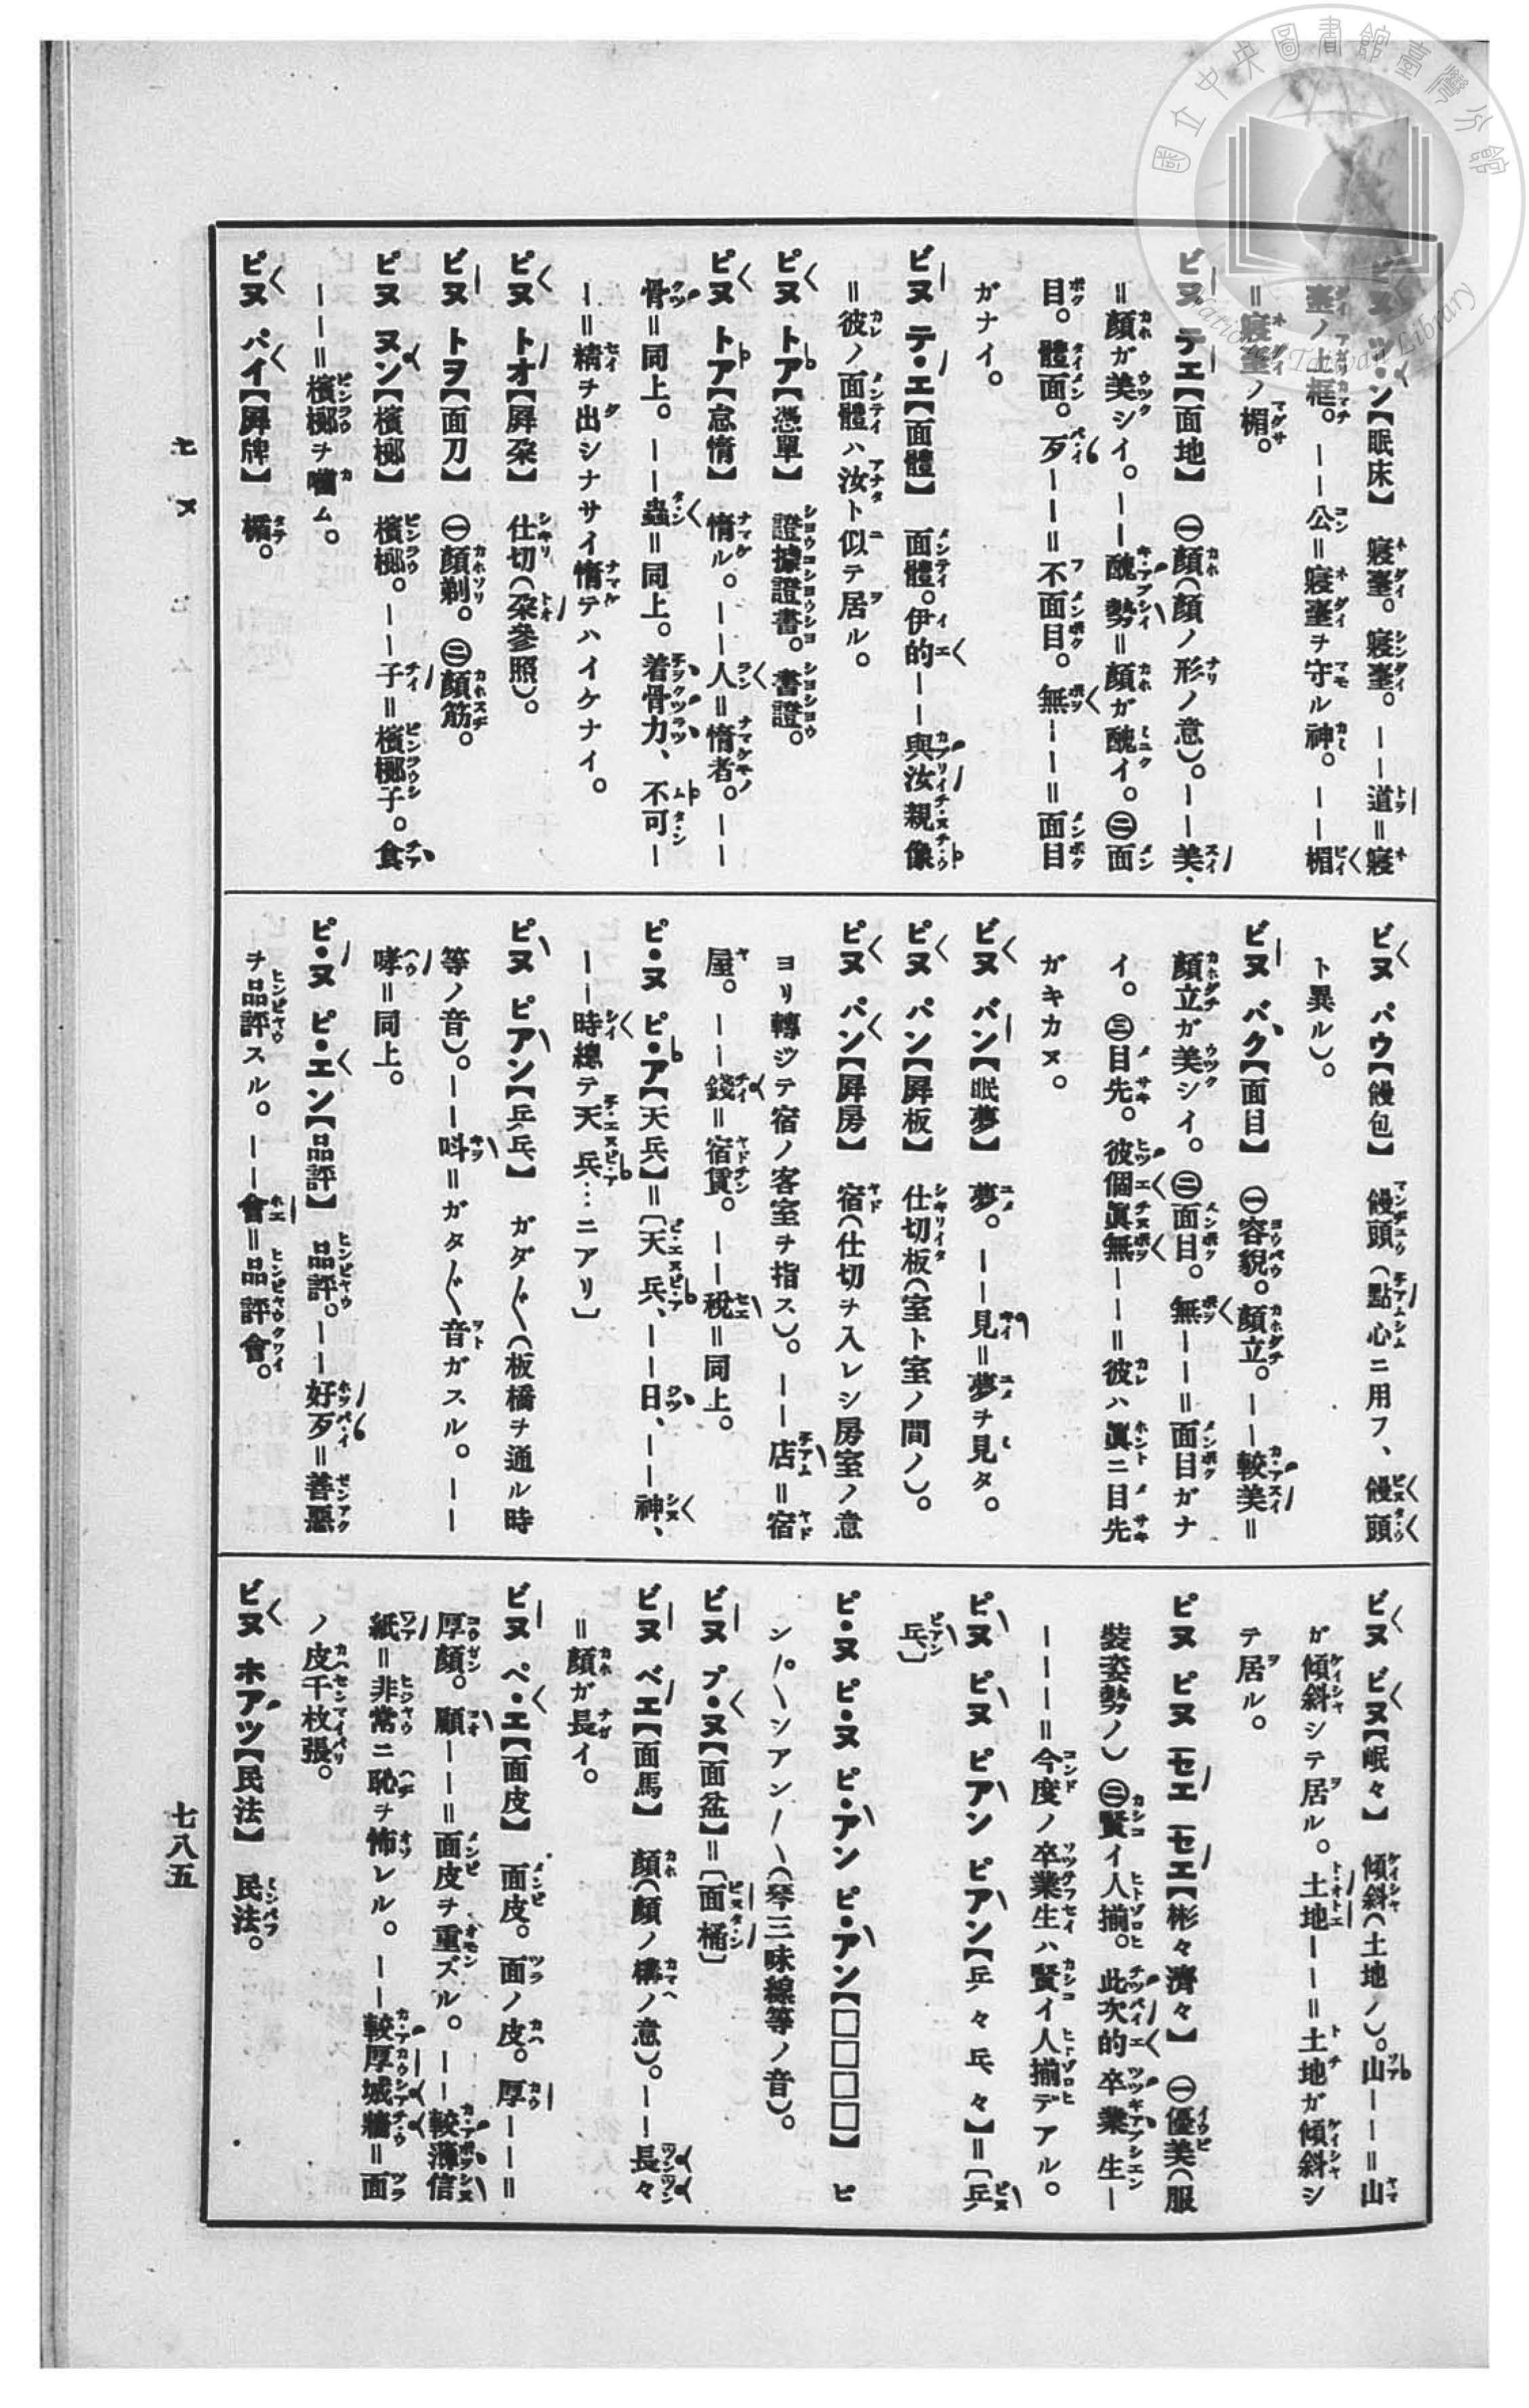 ビヌ ツ・ン【眠床】 寢臺。寢臺。——道=寢
臺ノ上框。——公=寢臺ヲ守ル神。——楣
=寢臺ノ楣。
ビヌ テエ【面地】 ㊀顏(顏ノ形ノ意)。——美
=顏ガ美シイ。——醜勢=顏ガ醜イ。㊁面
目。體面。歹——=不面目。無——=面目
ガナイ。
ビヌ テ・エ【面體】 面體。伊的——與汝親像
=彼ノ面體ハ汝ト似テ居ル。
ピヌ トア【憑單】 證據證書。書證。
ピヌ トア【怠惰】 惰ル。——人=惰者。——
骨=同上。——蟲=同上。着骨力、不可—
—=精ヲ出シナサイ惰テハイケナイ。
ピヌ トオ【屛朶】 仕切(朶參照)。
ビヌ トヲ【面刀】 ㊀顏剃。㊁顏筋。
ピヌ ヌン【檳榔】 檳榔。——子=檳榔子。食
——=檳榔ヲ嚙ム。
ピヌ パイ【屛牌】 楯。
ビヌ パウ【饅包】 饅頭(點心ニ用フ、饅頭
ト異ル)。
ビヌ バク【面目】 ㊀容貌。顏立。——較美=
顏立ガ美シイ。㊁面目。無——=面目ガナ
イ。㊂目先。彼個眞無——=彼ハ眞ニ目先
ガキカヌ。
ビヌ バン【眠夢】 夢。——見=夢ヲ見タ。
ピヌ パン【屛板】 仕切板(室ト室ノ間ノ)。
ピヌ パン【屛房】 宿(仕切ヲ入レシ房室ノ意
ヨリ轉ジテ宿ノ客室ヲ指ス)。——店=宿
屋。——錢=宿賃。——稅=同上。
ピ・ヌ ピ・ア【天兵】=〔天兵、——日、——神、
——時總テ天兵…ニアリ〕
ピヌ ピアン【乒乓】 ガダ〲(板橋ヲ通ル時
等ノ音)。——呌=ガタ〲音ガスル。——
哮=同上。
ピ・ヌ ピ・エン【品評】 品評。——好歹=善惡
ヲ品評スル。——會=品評會。
ビヌ ビヌ【眠々】 傾斜(土地ノ)。山——=山
ガ傾斜シテ居ル。土地——=土地ガ傾斜シ
テ居ル。
ピヌ ピヌ セエ セエ【彬々濟々】 ㊀優美(服
裝姿勢ノ)㊁賢イ人揃。此次的卒業生—
———=今度ノ卒業生ハ賢イ人揃デアル。
ピヌ ピヌ ピアン ピアン【乒々乓々】=〔乒
乓〕
ピ・ヌ ピ・ヌ ピ・アン ピ・アン【□□□□】 ピ
シ〳〵シアン〳〵(琴三味線等ノ音)。
ビヌ プ・ヌ【面盆】=〔面桶〕
ビヌ ベエ【面馬】 顏(顏ノ構ノ意)。——長々
=顏ガ長イ。
ビヌ ペ・エ【面皮】 面皮。面ノ皮。厚——=
厚顏。顧——=面皮ヲ重ズル。——較薄信
紙=非常ニ恥ヲ怖レル。——較厚城牆=面
ノ皮千枚張。
ビヌ ホアツ【民法】 民法。
七八五